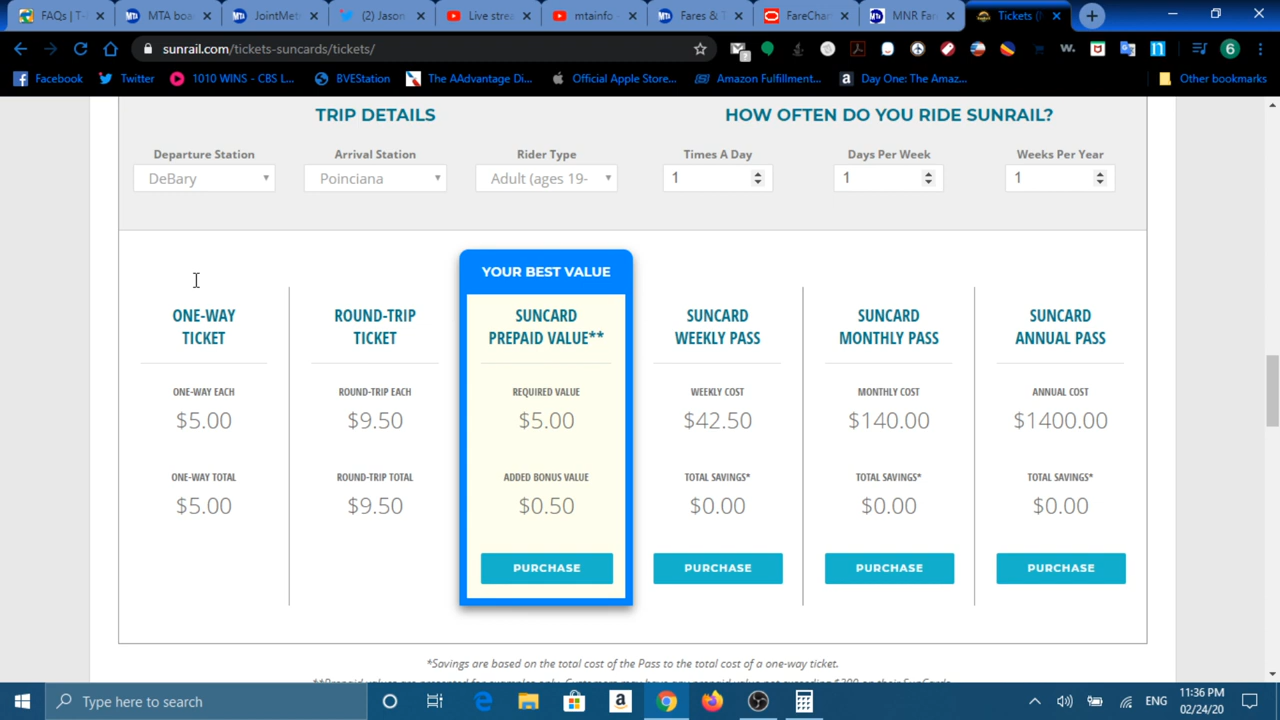 FAQs | T-
MTA boa
JointMet
(2) Jason
Live stre
mtainfo -
Fares & T
FareChar
MNR Far
Tickets (
sunrail.com/tickets-suncards/tickets/
6
Facebook
Twitter
1010 WINS - CBS L...
BVEStation
The AAdvantage Di...
Official Apple Store...
Amazon Fulfillment...
Day One: The Amaz...
Other bookmarks
TRIP DETAILS
HOW OFTEN DO YOU RIDE SUNRAIL?
Departure Station
Arrival Station
Rider Type
Times A Day
Days Per Week
Weeks Per Year
DeBary
Poinciana
Adult (ages 19-
1
1
1
YOUR BEST VALUE
ONE-WAY
TICKET
ONE-WAY EACH
$5.00
ONE-WAY TOTAL
$5.00
ROUND-TRIP
TICKET
ROUND-TRIP EACH
$9.50
ROUND-TRIP TOTAL
$9.50
SUNCARD
PREPAID VALUE**
REQUIRED VALUE
$5.00
ADDED BONUS VALUE
$0.50
PURCHASE
SUNCARD
WEEKLY PASS
WEEKLY COST
$42.50
TOTAL SAVINGS*
$0.00
PURCHASE
SUNCARD
MONTHLY PASS
MONTHLY COST
$140.00
TOTAL SAVINGS*
$0.00
PURCHASE
SUNCARD
ANNUAL PASS
ANNUAL COST
$1400.00
TOTAL SAVINGS*
$0.00
PURCHASE
*Savings are based on the total cost of the Pass to the total cost of a one-way ticket.
Type here to search
ENG
11:36 PM
02/24/20